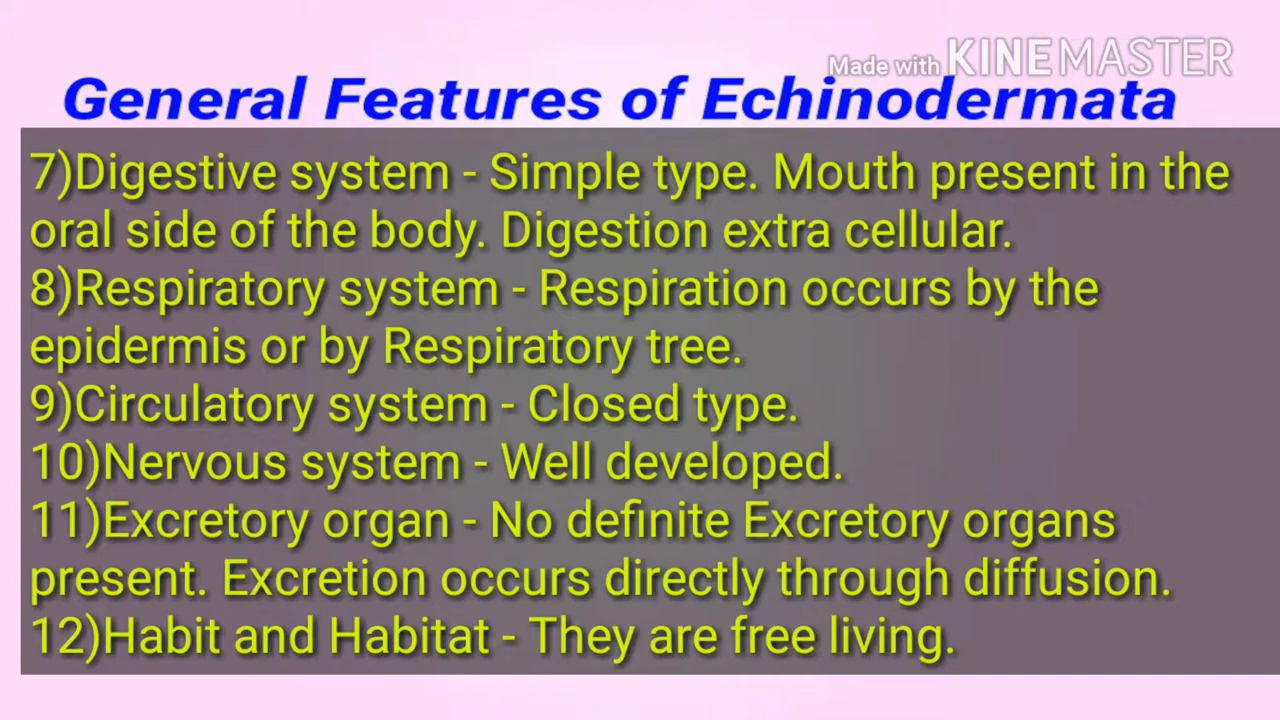 Made with KINEMASTER
General Features of Echinodermata
7)Digestive system - Simple type. Mouth present in the
oral side of the body. Digestion extra cellular.
8)Respiratory system - Respiration occurs by the
epidermis or by Respiratory tree.
9)Circulatory system - Closed type.
10)Nervous system - Well developed.
11)Excretory organ - No definite Excretory organs
present. Excretion occurs directly through diffusion.
12)Habit and Habitat - They are free living.